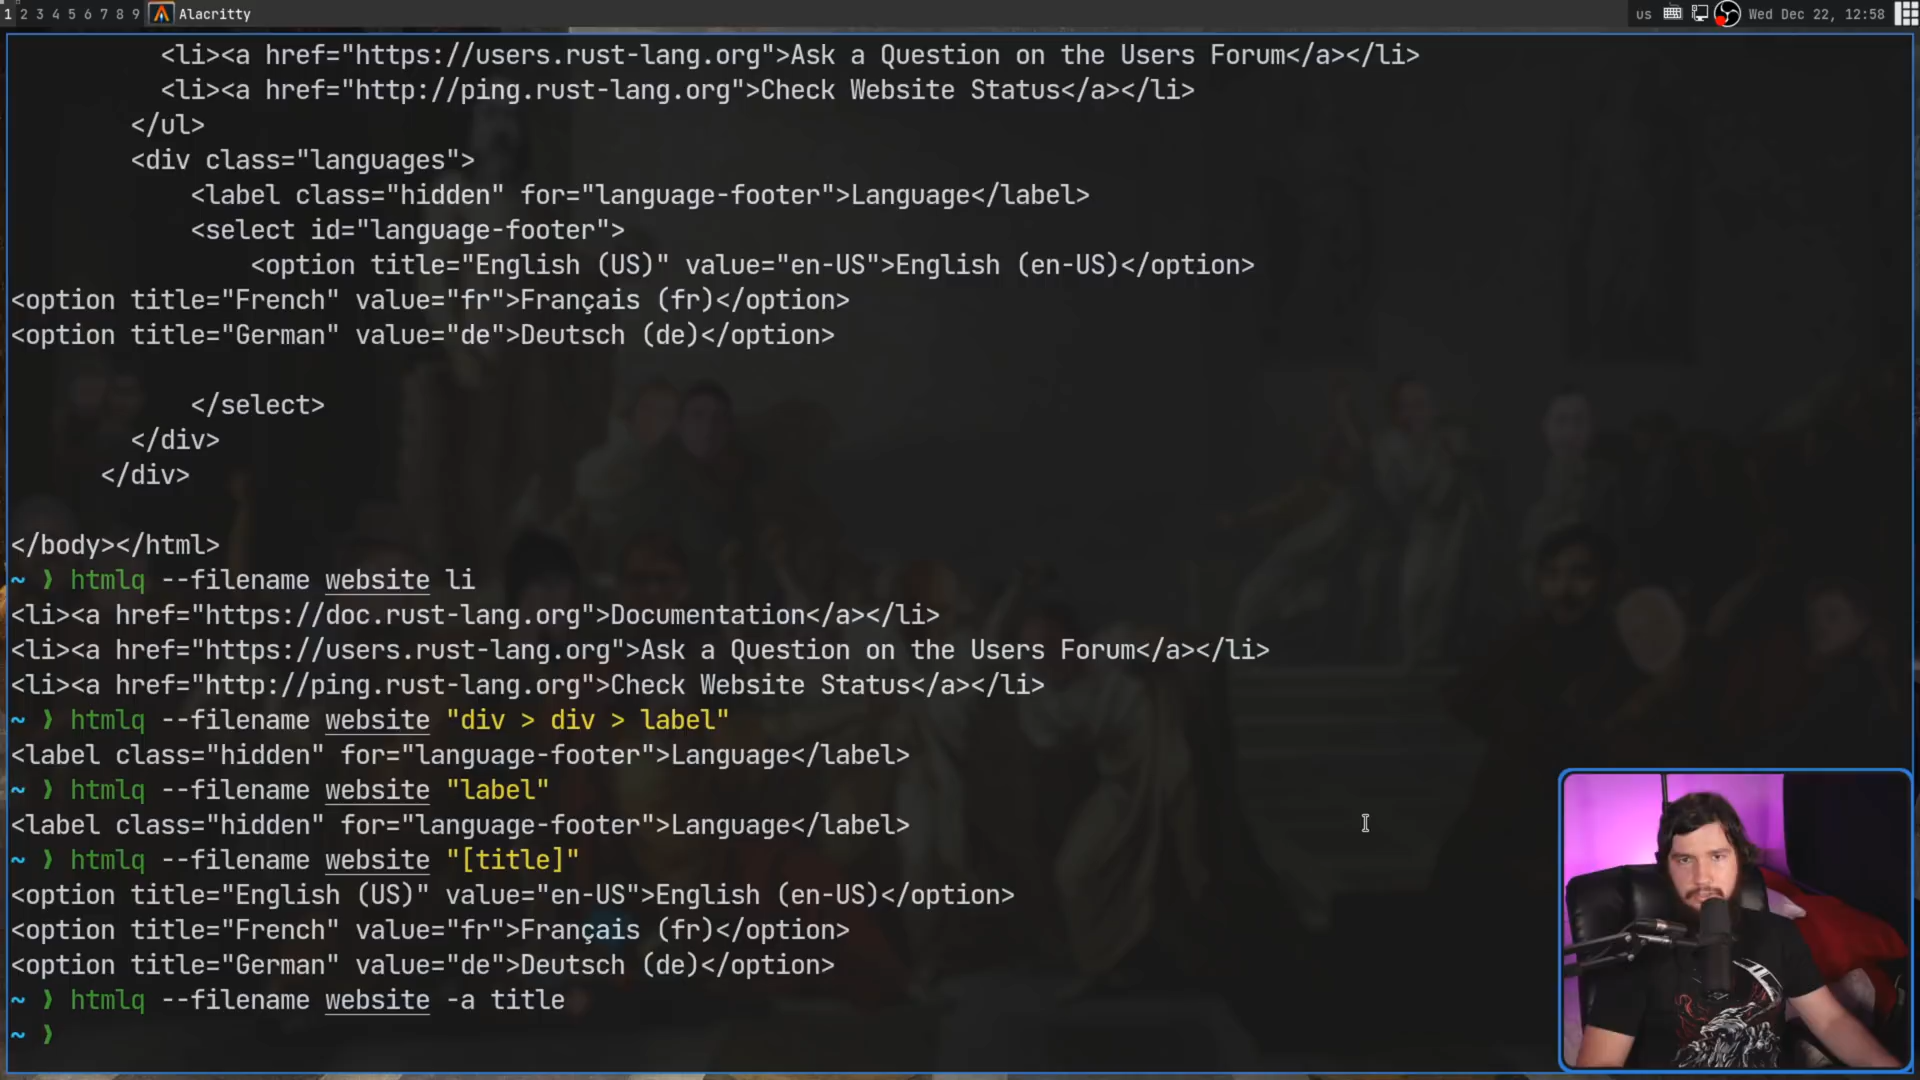 1 2 3 4 5 6 7 8 9 Alacritty us Wed Dec 22, 12:58
<li><a href="https://users.rust-lang.org">Ask a Question on the Users Forum</a></li>
<li><a href="http://ping.rust-lang.org">Check Website Status</a></li>
</ul>
<div class="languages">
<label class="hidden" for="language-footer">Language</label>
<select id="language-footer">
<option title="English (US)" value="en-US">English (en-US)</option>
<option title="French" value="fr">Français (fr)</option>
<option title="German" value="de">Deutsch (de)</option>
</select>
</div>
</div>
</body></html>
~ ❯ htmlq --filename website li
<li><a href="https://doc.rust-lang.org">Documentation</a></li>
<li><a href="https://users.rust-lang.org">Ask a Question on the Users Forum</a></li>
<li><a href="http://ping.rust-lang.org">Check Website Status</a></li>
~ ❯ htmlq --filename website "div > div > label"
<label class="hidden" for="language-footer">Language</label>
~ ❯ htmlq --filename website "label"
<label class="hidden" for="language-footer">Language</label>
~ ❯ htmlq --filename website "[title]"
<option title="English (US)" value="en-US">English (en-US)</option>
<option title="French" value="fr">Français (fr)</option>
<option title="German" value="de">Deutsch (de)</option>
~ ❯ htmlq --filename website -a title
~ ❯